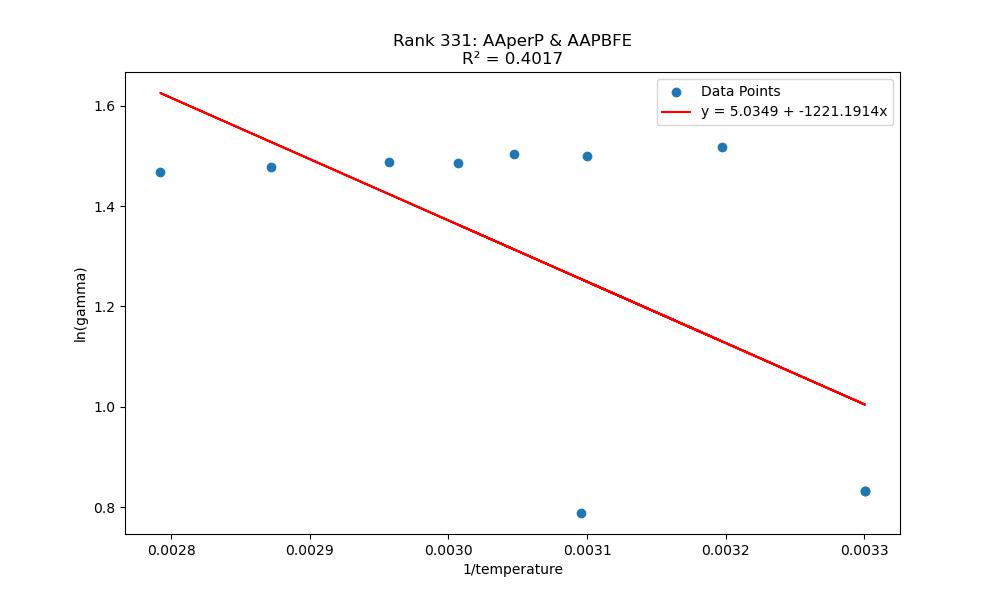 Rank 331: AAperP & AAPBFE
R² = 0.4017
Data Points
y = 5.0349 + -1221.1914x
ln(gamma)
1.6
1.4
1.2
1.0
0.8
0.0028 0.0029 0.0030 0.0031 0.0032 0.0033
1/temperature